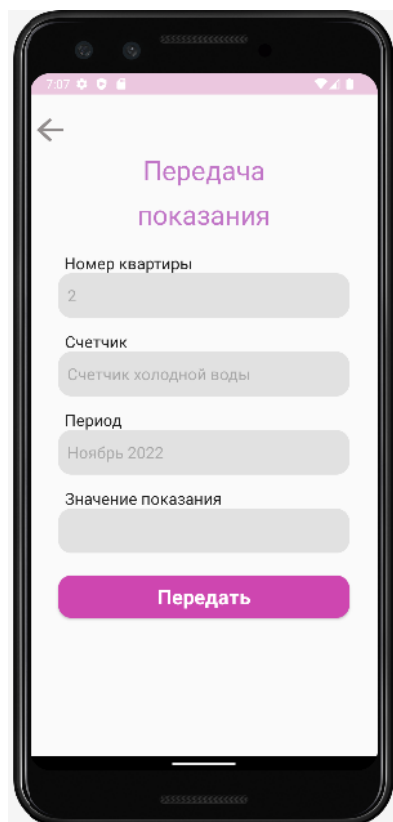 7:07
Передача
показания
Номер квартиры
2
Счетчик
Счетчик холодной воды
Период
Ноябрь 2022
Значение показания
Передать